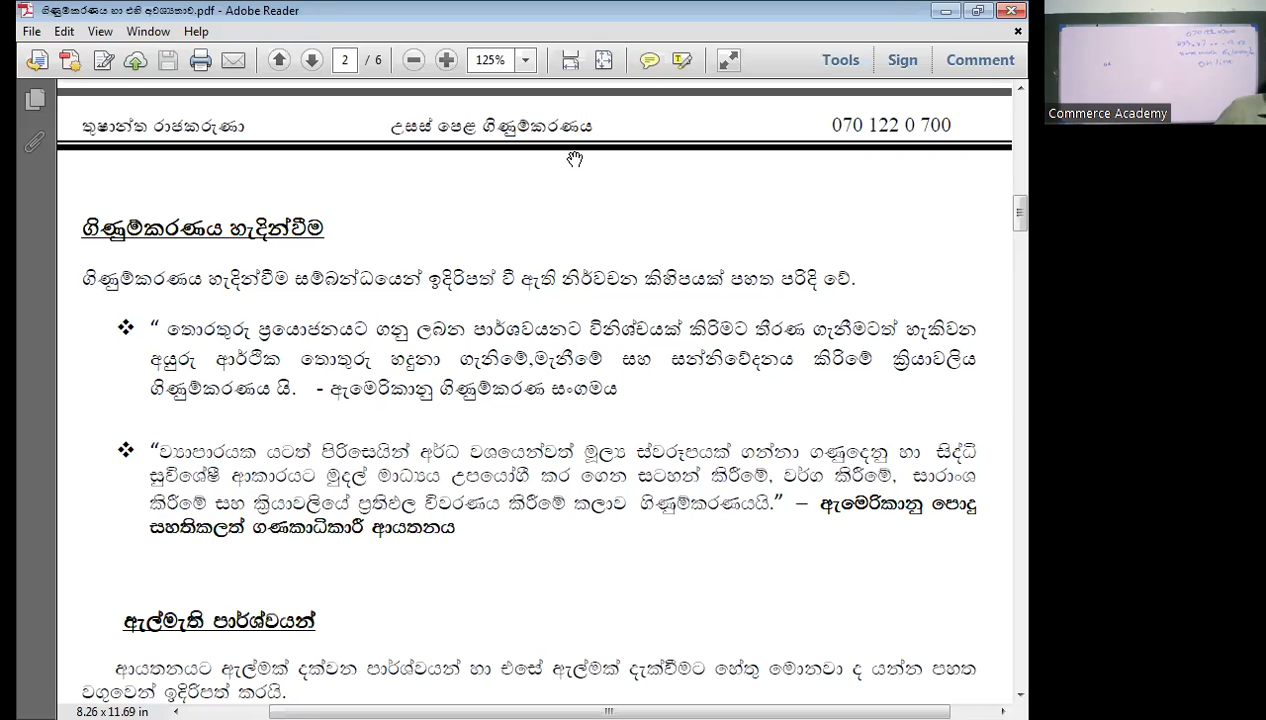 ගිණුම්කරණය හා එහි අවශ්‍යතාව.pdf - Adobe Reader
File Edit View Window Help
2 / 6 125% Tools Sign Comment
තුෂාන්ත රාජකරුණා උසස් පෙළ ගිණුම්කරණය 070 122 0 700
ගිණුම්කරණය හැඳින්වීම
ගිණුම්කරණය හැදින්වීම සම්බන්ධයෙන් ඉදිරිපත් වී ඇති නිර්වචන කිහිපයක් පහත පරිදි වේ.
❖ “ තොරතුරු ප්‍රයොජනයට ගනු ලබන පාර්ශවයනට විනිශ්චයක් කිරිමට තීරණ ගැනීමටත් හැකිවන
අයුරු ආර්ථික තොතුරු හදුනා ගැනිමේ,මැනීමේ සහ සන්නිවේදනය කිරිමේ ක්‍රියාවලිය
ගිණුම්කරණය යි. - ඇමෙරිකානු ගිණුම්කරණ සංගමය
❖ “ව්‍යාපාරයක යටත් පිරිසෙයින් අර්ධ වශයෙන්වත් මූල්‍ය ස්වරූපයක් ගන්නා ගණුදෙනු හා සිද්ධි
සුවිශේෂී ආකාරයට මුදල් මාධ්‍යය උපයෝගී කර ගෙන සටහන් කිරීමේ, වර්ග කිරීමේ, සාරාංශ
කිරීමේ සහ ක්‍රියාවලියේ ප්‍රතිඵල විවරණය කිරීමේ කලාව ගිණුම්කරණයයි.” – ඇමෙරිකානු පොදු
සහතිකලත් ගණකාධිකාරී ආයතනය
ඇල්මැති පාර්ශ්වයන්
ආයතනයට ඇල්මක් දක්වන පාර්ශ්වයන් හා එසේ ඇල්මක් දැක්වීමට හේතු මොනවා ද යන්න පහත
වගුවෙන් ඉදිරිපත් කරයි.
8.26 x 11.69 in
Commerce Academy